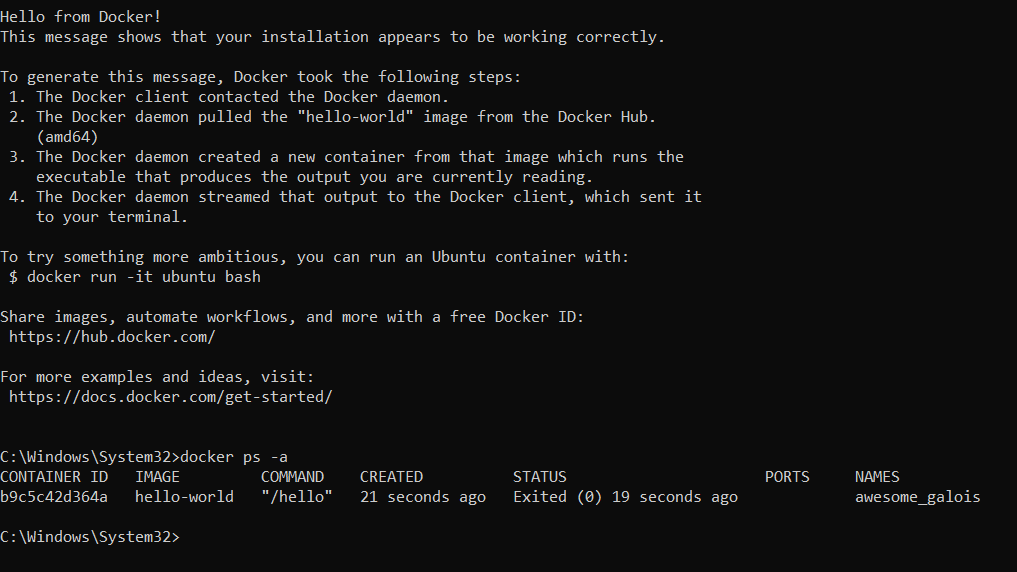 Hello from Docker!
This message shows that your installation appears to be working correctly.
To generate this message, Docker took the following steps:
1. The Docker client contacted the Docker daemon.
2. The Docker daemon pulled the "hello-world" image from the Docker Hub.
(amd64)
3. The Docker daemon created a new container from that image which runs the
executable that produces the output you are currently reading.
4. The Docker daemon streamed that output to the Docker client, which sent it
to your terminal.
To try something more ambitious, you can run an Ubuntu container with:
$ docker run -it ubuntu bash
Share images, automate workflows, and more with a free Docker ID:
https://hub.docker.com/
For more examples and ideas, visit:
https://docs.docker.com/get-started/
C:\Windows\System32>docker ps -a
CONTAINER ID   IMAGE         COMMAND    CREATED          STATUS                      PORTS     NAMES
b9c5c42d364a   hello-world   "/hello"   21 seconds ago   Exited (0) 19 seconds ago             awesome_galois
C:\Windows\System32>